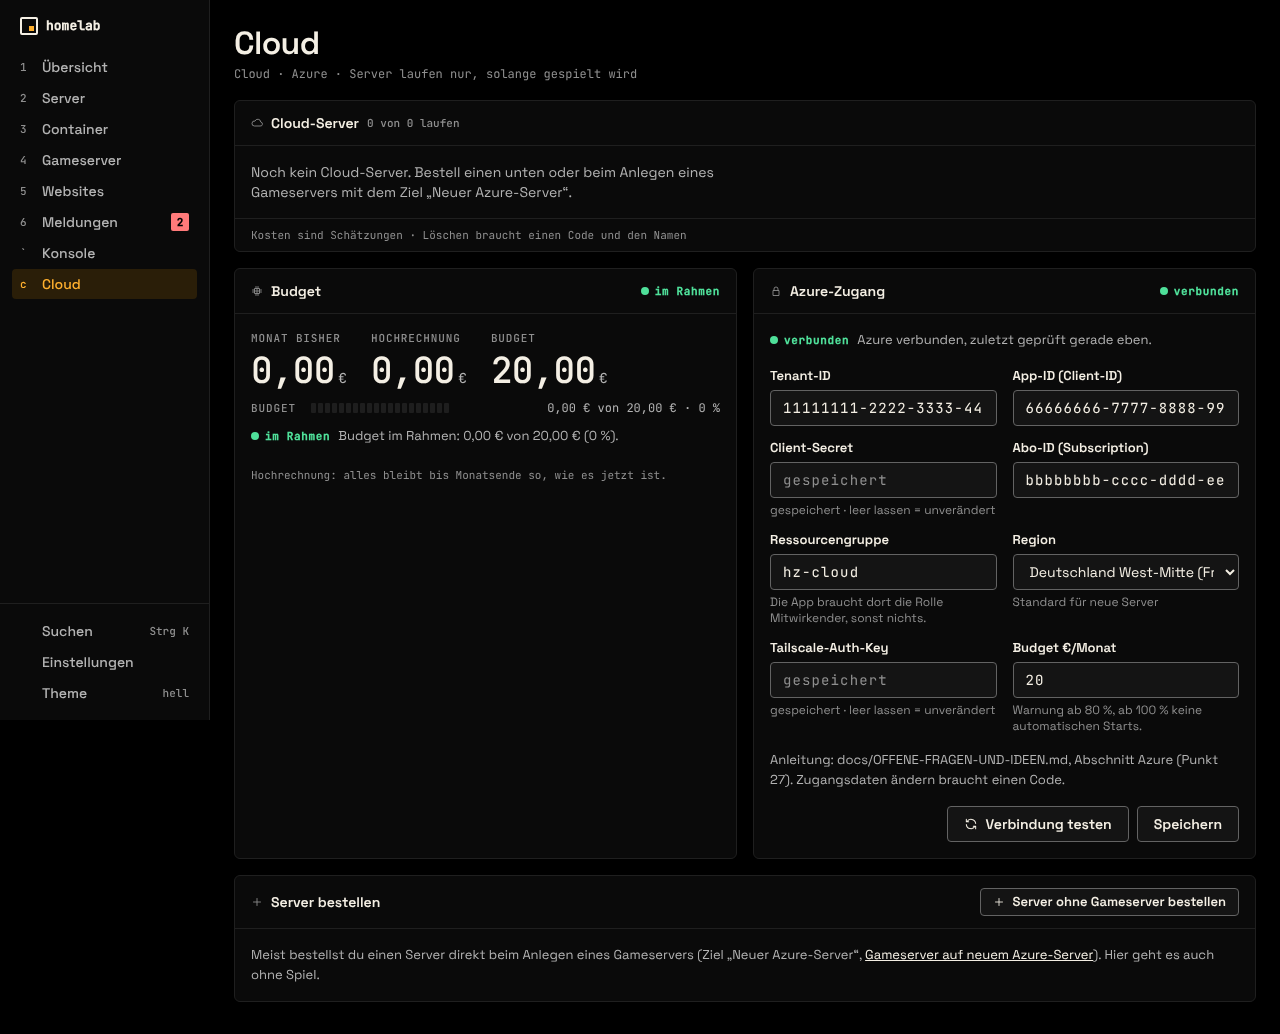 homelab
1 Übersicht
2 Server
3 Container
4 Gameserver
5 Websites
6 Meldungen 2
` Konsole
c Cloud
Suchen Strg K
Einstellungen
Theme hell
Cloud
Cloud · Azure · Server laufen nur, solange gespielt wird
Cloud-Server 0 von 0 laufen
Noch kein Cloud-Server. Bestell einen unten oder beim Anlegen eines
Gameservers mit dem Ziel „Neuer Azure-Server“.
Kosten sind Schätzungen · Löschen braucht einen Code und den Namen
Budget im Rahmen
MONAT BISHER HOCHRECHNUNG BUDGET
0,00 € 0,00 € 20,00 €
BUDGET 0,00 € von 20,00 € · 0 %
im Rahmen Budget im Rahmen: 0,00 € von 20,00 € (0 %).
Hochrechnung: alles bleibt bis Monatsende so, wie es jetzt ist.
Azure-Zugang verbunden
verbunden Azure verbunden, zuletzt geprüft gerade eben.
Tenant-ID App-ID (Client-ID)
11111111-2222-3333-44 66666666-7777-8888-99
Client-Secret Abo-ID (Subscription)
gespeichert bbbbbbbb-cccc-dddd-ee
gespeichert · leer lassen = unverändert
Ressourcengruppe Region
hz-cloud Deutschland West-Mitte (Fr
Die App braucht dort die Rolle Standard für neue Server
Mitwirkender, sonst nichts.
Tailscale-Auth-Key Budget €/Monat
gespeichert 20
gespeichert · leer lassen = unverändert Warnung ab 80 %, ab 100 % keine
automatischen Starts.
Anleitung: docs/OFFENE-FRAGEN-UND-IDEEN.md, Abschnitt Azure (Punkt
27). Zugangsdaten ändern braucht einen Code.
Verbindung testen Speichern
Server bestellen + Server ohne Gameserver bestellen
Meist bestellst du einen Server direkt beim Anlegen eines Gameservers (Ziel „Neuer Azure-Server“, Gameserver auf neuem Azure-Server). Hier geht es auch
ohne Spiel.